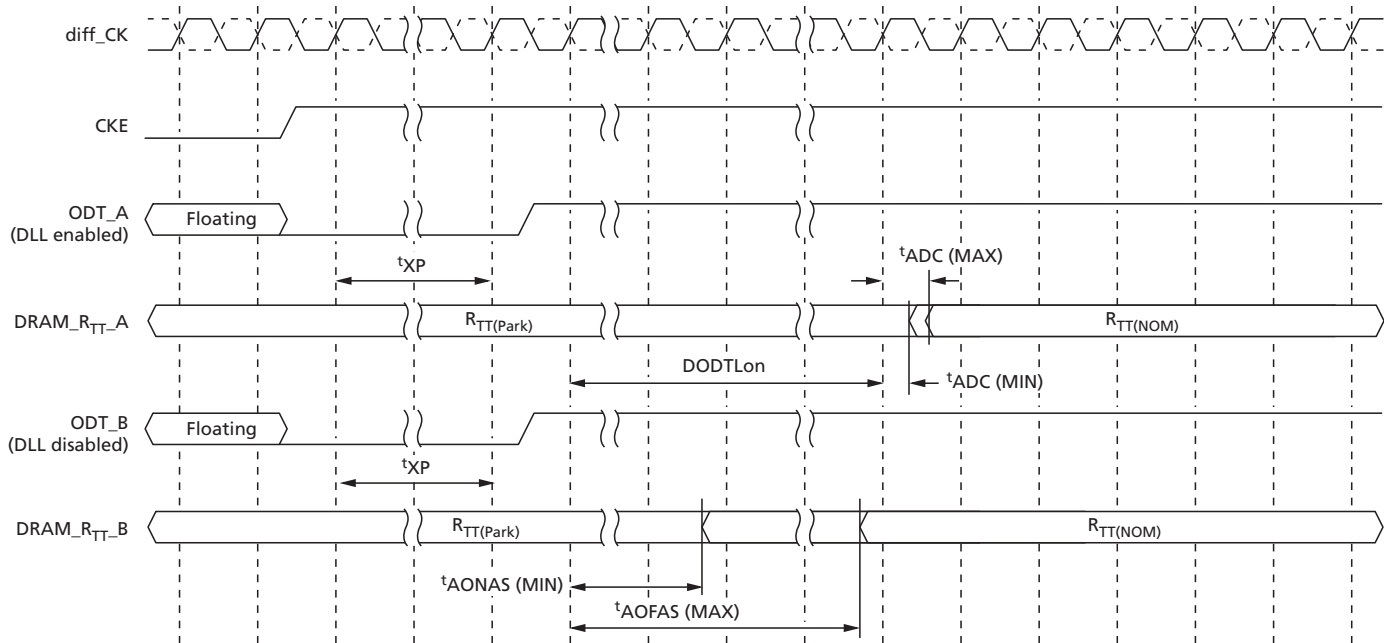 diff_CK
CKE
ODT_A
(DLL enabled)
Floating
tXP
tADC (MAX)
DRAM_RTT_A
RTT(Park)
RTT(NOM)
DODTLon
tADC (MIN)
ODT_B
(DLL disabled)
Floating
tXP
DRAM_RTT_B
RTT(Park)
RTT(NOM)
tAONAS (MIN)
tAOFAS (MAX)